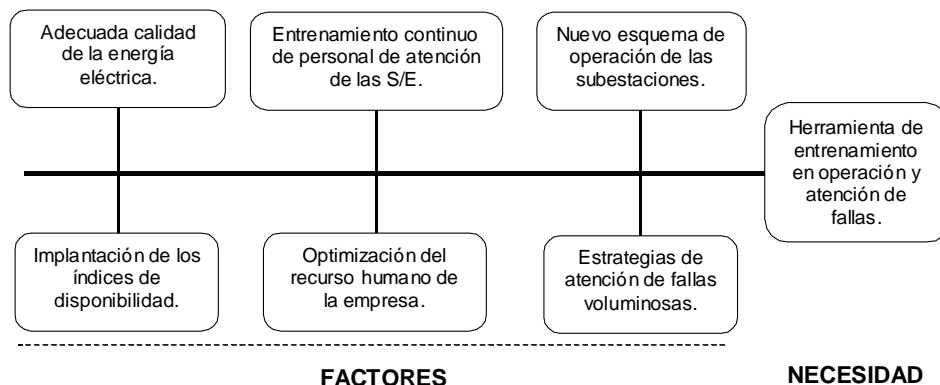 Adecuada calidad
de la energía
eléctrica.
Entrenamiento continuo
de personal de atención
de las S/E.
Nuevo esquema de
operación de las
subestaciones.
Herramienta de
entrenamiento
en operación y
atención de
fallas.
Implantación de los
índices de
disponibilidad.
Optimización del
recurso humano de
la empresa.
Estrategias de
atención de fallas
voluminosas.
FACTORES
NECESIDAD